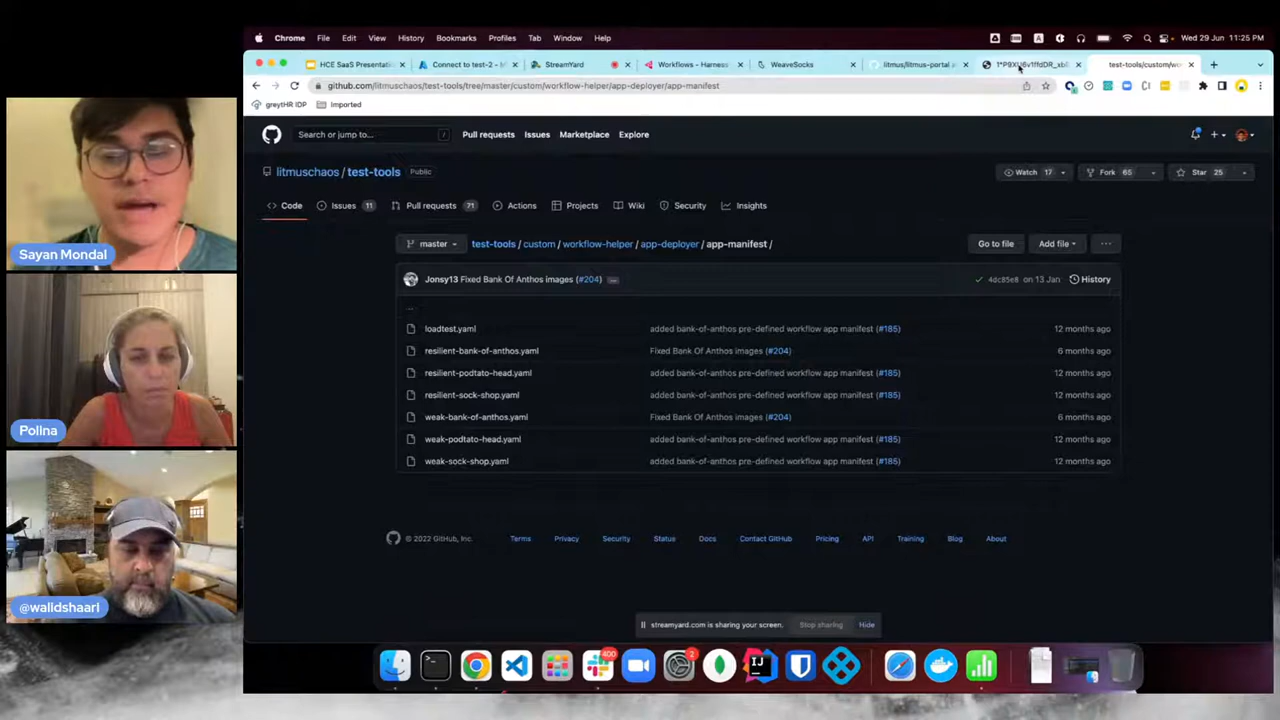 Chrome File Edit View History Bookmarks Profiles Tab Window Help Wed 29 Jun 11:25 PM
HCE SaaS Presentati Connect to test-2 - StreamYard Workflows - Harness WeaveSocks litmus/litmus-portal test-tools/custom/wo
github.com/litmuschaos/test-tools/tree/master/custom/workflow-helper/app-deployer/app-manifest
greytHR IDP Imported
Search or jump to... / Pull requests Issues Marketplace Explore
litmuschaos / test-tools Public Watch 17 Fork 65 Star 25
Code Issues 11 Pull requests 71 Actions Projects Wiki Security Insights
master test-tools / custom / workflow-helper / app-deployer / app-manifest / Go to file Add file ...
Jonsy13 Fixed Bank Of Anthos images (#204) ... 4dc85e8 on 13 Jan History
..
loadtest.yaml added bank-of-anthos pre-defined workflow app manifest (#185) 12 months ago
resilient-bank-of-anthos.yaml Fixed Bank Of Anthos images (#204) 6 months ago
resilient-podtato-head.yaml added bank-of-anthos pre-defined workflow app manifest (#185) 12 months ago
resilient-sock-shop.yaml added bank-of-anthos pre-defined workflow app manifest (#185) 12 months ago
weak-bank-of-anthos.yaml Fixed Bank Of Anthos images (#204) 6 months ago
weak-podtato-head.yaml added bank-of-anthos pre-defined workflow app manifest (#185) 12 months ago
weak-sock-shop.yaml added bank-of-anthos pre-defined workflow app manifest (#185) 12 months ago
© 2022 GitHub, Inc. Terms Privacy Security Status Docs Contact GitHub Pricing API Training Blog About
streamyard.com is sharing your screen. Stop sharing Hide
400 2
Sayan Mondal
Polina
@walidshaari